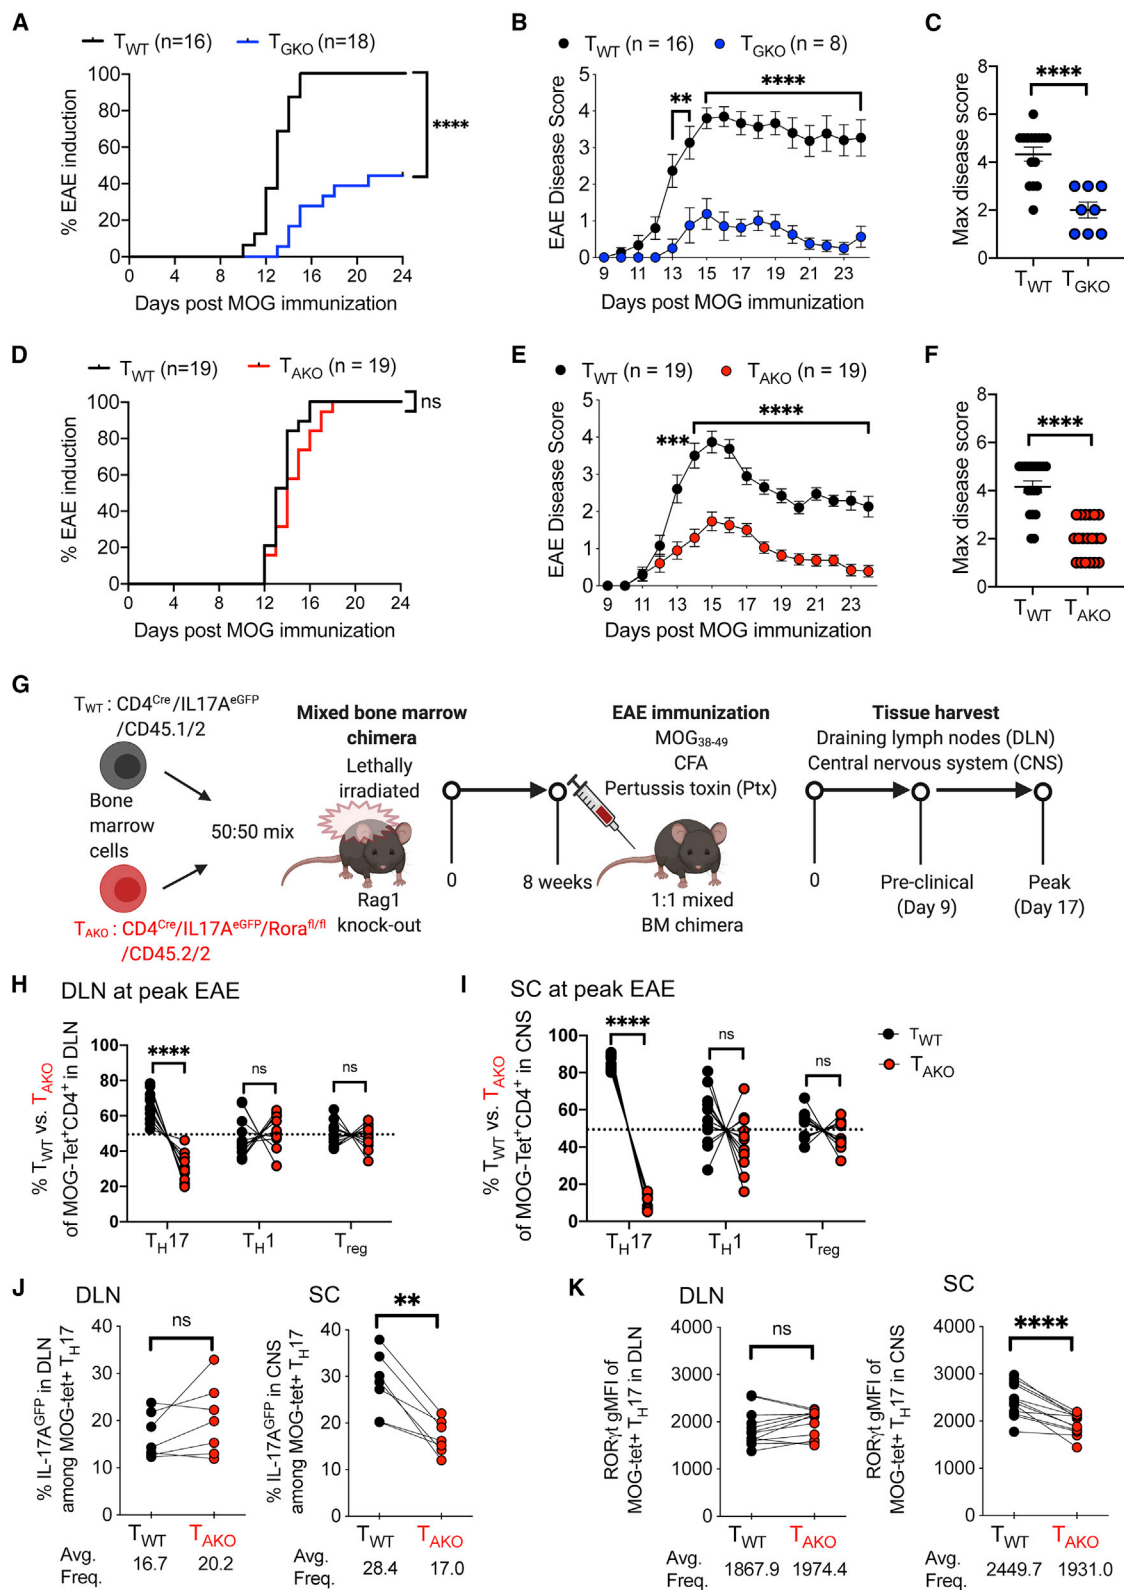 A
T_WT (n=16) T_GKO (n=18)
% EAE induction
100
80
60
40
20
0
0 4 8 12 16 20 24
Days post MOG immunization
****
B
T_WT (n = 16) T_GKO (n = 8)
EAE Disease Score
5
4
3
2
1
0
9 11 13 15 17 19 21 23
Days post MOG immunization
**
****
C
Max disease score
8
6
4
2
0
****
T_WT T_GKO
D
T_WT (n=19) T_AKO (n = 19)
% EAE induction
100
80
60
40
20
0
0 4 8 12 16 20 24
Days post MOG immunization
ns
E
T_WT (n = 19) T_AKO (n = 19)
EAE Disease Score
5
4
3
2
1
0
9 11 13 15 17 19 21 23
Days post MOG immunization
***
****
F
Max disease score
8
6
4
2
0
****
T_WT T_AKO
G
T_WT : CD4^Cre/IL17A^eGFP
/CD45.1/2
Bone
marrow
cells
T_AKO : CD4^Cre/IL17A^eGFP/Rora^fl/fl
/CD45.2/2
50:50 mix
Mixed bone marrow
chimera
Lethally
irradiated
Rag1
knock-out
0
8 weeks
EAE immunization
MOG_38-49
CFA
Pertussis toxin (Ptx)
1:1 mixed
BM chimera
Tissue harvest
Draining lymph nodes (DLN)
Central nervous system (CNS)
0
Pre-clinical
(Day 9)
Peak
(Day 17)
H
DLN at peak EAE
% T_WT vs. T_AKO
of MOG-Tet⁺CD4⁺ in DLN
100
80
60
40
20
0
****
ns
ns
T_H17 T_H1 T_reg
I
SC at peak EAE
% T_WT vs. T_AKO
of MOG-Tet⁺CD4⁺ in CNS
100
80
60
40
20
0
****
ns
ns
T_H17 T_H1 T_reg
T_WT
T_AKO
J
DLN
% IL-17A^GFP in DLN
among MOG-tet+ T_H17
40
30
20
10
0
ns
T_WT T_AKO
Avg.
Freq.
16.7 20.2
SC
% IL-17A^GFP in CNS
among MOG-tet+ T_H17
40
30
20
10
0
**
T_WT T_AKO
Avg.
Freq.
28.4 17.0
K
DLN
RORγt gMFI of
MOG-tet+ T_H17 in DLN
4000
3000
2000
1000
0
ns
T_WT T_AKO
Avg.
Freq.
1867.9 1974.4
SC
RORγt gMFI of
MOG-tet+ T_H17 in CNS
4000
3000
2000
1000
0
****
T_WT T_AKO
Avg.
Freq.
2449.7 1931.0